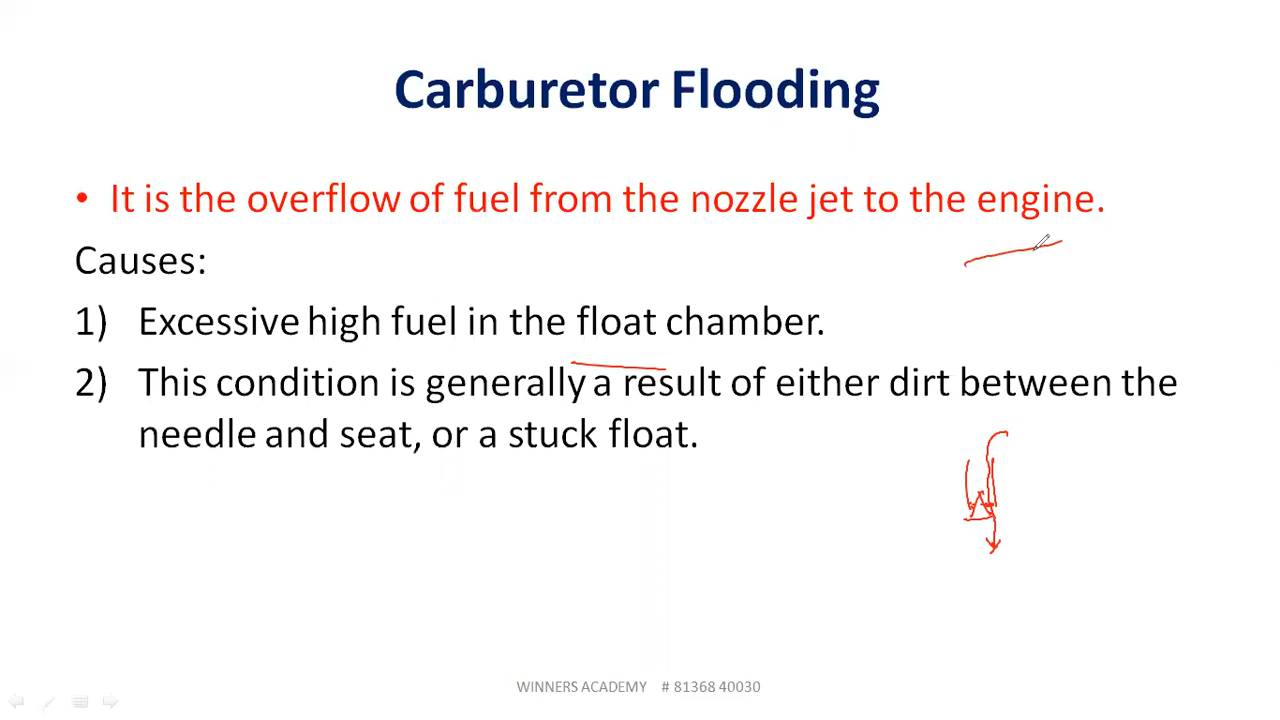 Carburetor Flooding
• It is the overflow of fuel from the nozzle jet to the engine.
Causes:
1) Excessive high fuel in the float chamber.
2) This condition is generally a result of either dirt between the
needle and seat, or a stuck float.
WINNERS ACADEMY # 81368 40030